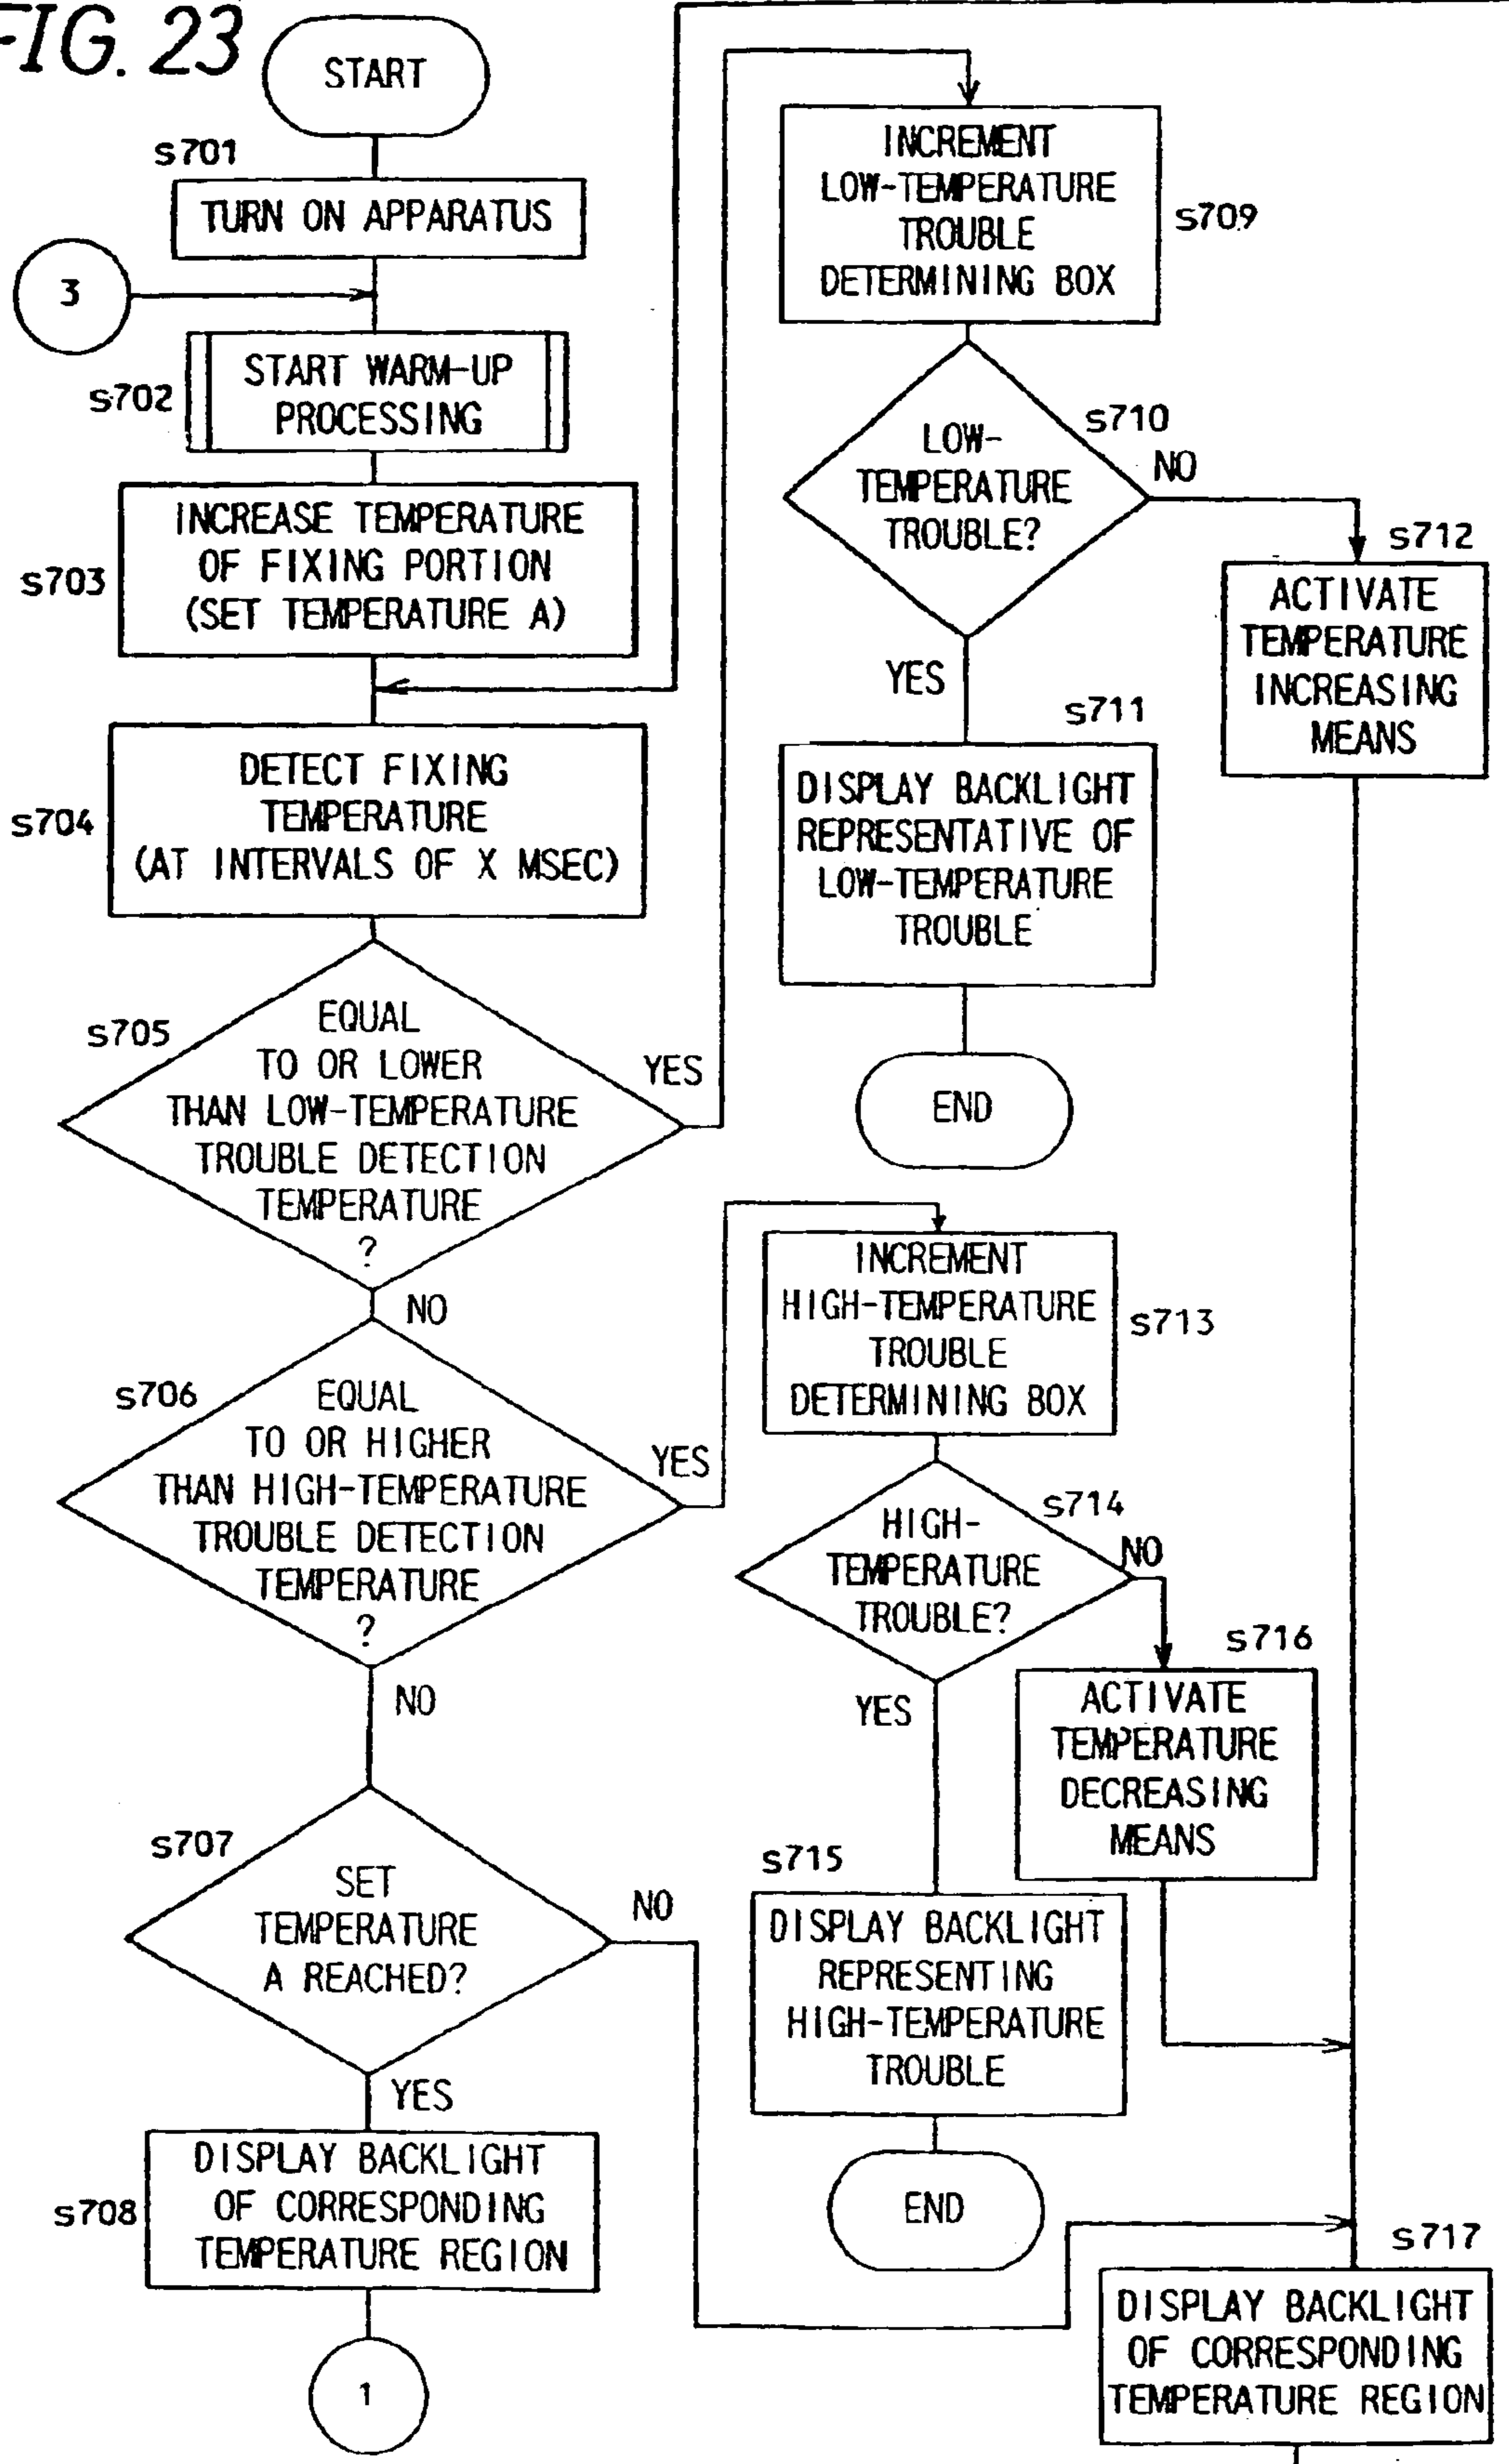 FIG. 23
START
s701
TURN ON APPARATUS
3
s702
START WARM-UP
PROCESSING
s703
INCREASE TEMPERATURE
OF FIXING PORTION
(SET TEMPERATURE A)
s704
DETECT FIXING
TEMPERATURE
(AT INTERVALS OF X MSEC)
s705
EQUAL
TO OR LOWER
THAN LOW-TEMPERATURE
TROUBLE DETECTION
TEMPERATURE
?
YES
NO
s706
EQUAL
TO OR HIGHER
THAN HIGH-TEMPERATURE
TROUBLE DETECTION
TEMPERATURE
?
YES
NO
s707
SET
TEMPERATURE
A REACHED?
NO
YES
s708
DISPLAY BACKLIGHT
OF CORRESPONDING
TEMPERATURE REGION
1
INCREMENT
LOW-TEMPERATURE
TROUBLE
DETERMINING BOX
s709
s710
LOW-
TEMPERATURE
TROUBLE?
NO
YES
s711
DISPLAY BACKLIGHT
REPRESENTATIVE OF
LOW-TEMPERATURE
TROUBLE
END
s712
ACTIVATE
TEMPERATURE
INCREASING
MEANS
INCREMENT
HIGH-TEMPERATURE
TROUBLE
DETERMINING BOX
s713
s714
HIGH-
TEMPERATURE
TROUBLE?
NO
YES
s715
DISPLAY BACKLIGHT
REPRESENTING
HIGH-TEMPERATURE
TROUBLE
END
s716
ACTIVATE
TEMPERATURE
DECREASING
MEANS
s717
DISPLAY BACKLIGHT
OF CORRESPONDING
TEMPERATURE REGION